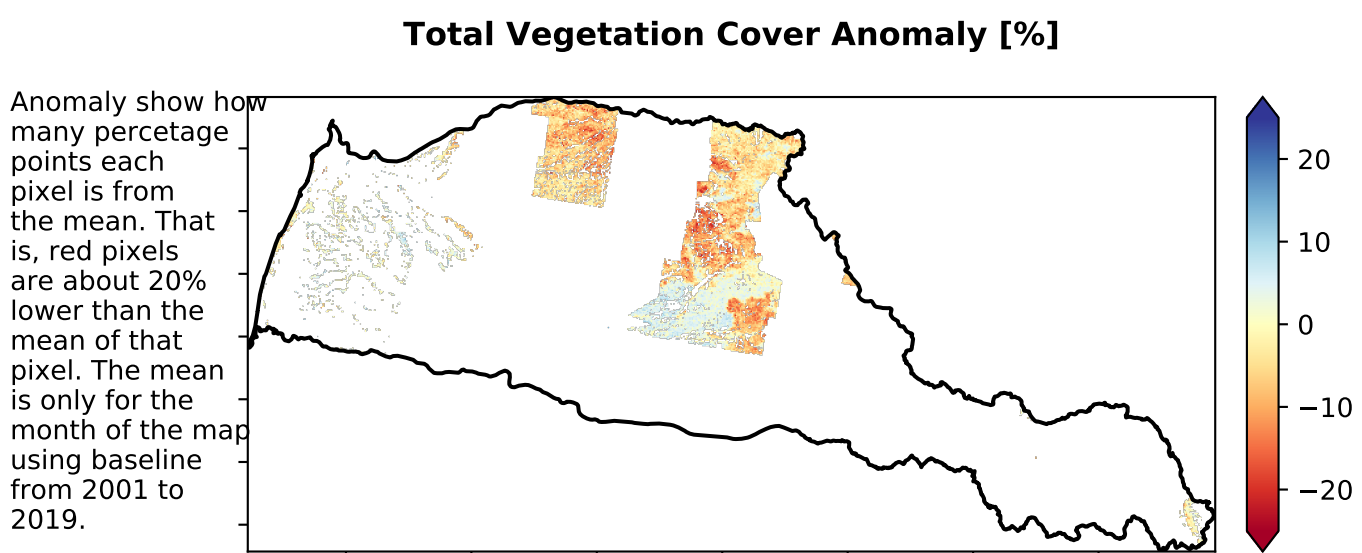 Total Vegetation Cover Anomaly [%]
Anomaly show how
many percetage
points each
pixel is from
the mean. That
is, red pixels
are about 20%
lower than the
mean of that
pixel. The mean
is only for the
month of the map
using baseline
from 2001 to
2019.
20
10
0
−10
−20